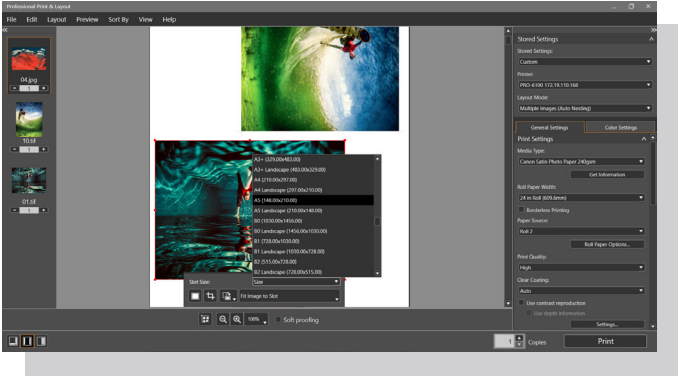 Professional Print & Layout
File Edit Layout Preview Sort By View Help
04.jpg
1
10.tif
1
01.tif
1
A3+ (329.00x483.00)
A3+ Landscape (483.00x329.00)
A4 (210.00x297.00)
A4 Landscape (297.00x210.00)
A5 (148.00x210.00)
A5 Landscape (210.00x148.00)
B0 (1030.00x1456.00)
B0 Landscape (1456.00x1030.00)
B1 (728.00x1030.00)
B1 Landscape (1030.00x728.00)
B2 (515.00x728.00)
B2 Landscape (728.00x515.00)
Slot Size:
Size
Fit Image to Slot
100%
Soft proofing
Stored Settings
Stored Settings:
Custom
Printer:
PRO-6100 172.19.110.168
Layout Mode:
Multiple Images (Auto Nesting)
General Settings Color Settings
Print Settings
Media Type:
Canon Satin Photo Paper 240gsm
Get Information
Roll Paper Width:
24 in Roll (609.6mm)
Borderless Printing
Paper Source:
Roll 2
Roll Paper Options...
Print Quality:
High
Clear Coating:
Auto
Use contrast reproduction
Use depth information
Settings...
1 Copies Print